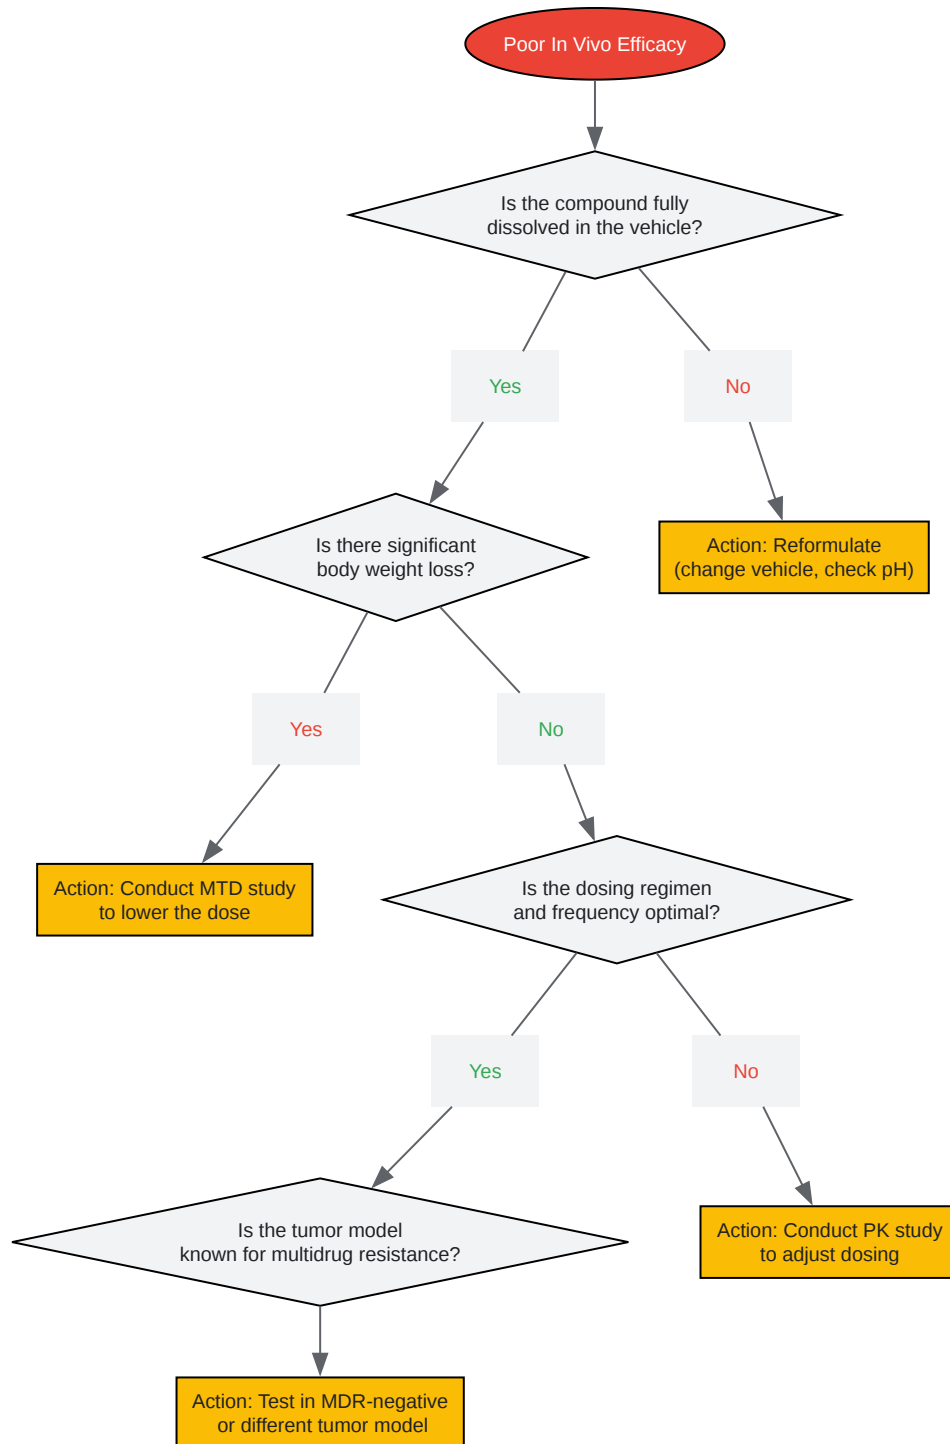 Poor In Vivo Efficacy
Is the compound fully
dissolved in the vehicle?
Yes
No
Is there significant
body weight loss?
Action: Reformulate
(change vehicle, check pH)
Yes
No
Action: Conduct MTD study
to lower the dose
Is the dosing regimen
and frequency optimal?
Yes
No
Is the tumor model
known for multidrug resistance?
Action: Conduct PK study
to adjust dosing
Action: Test in MDR-negative
or different tumor model